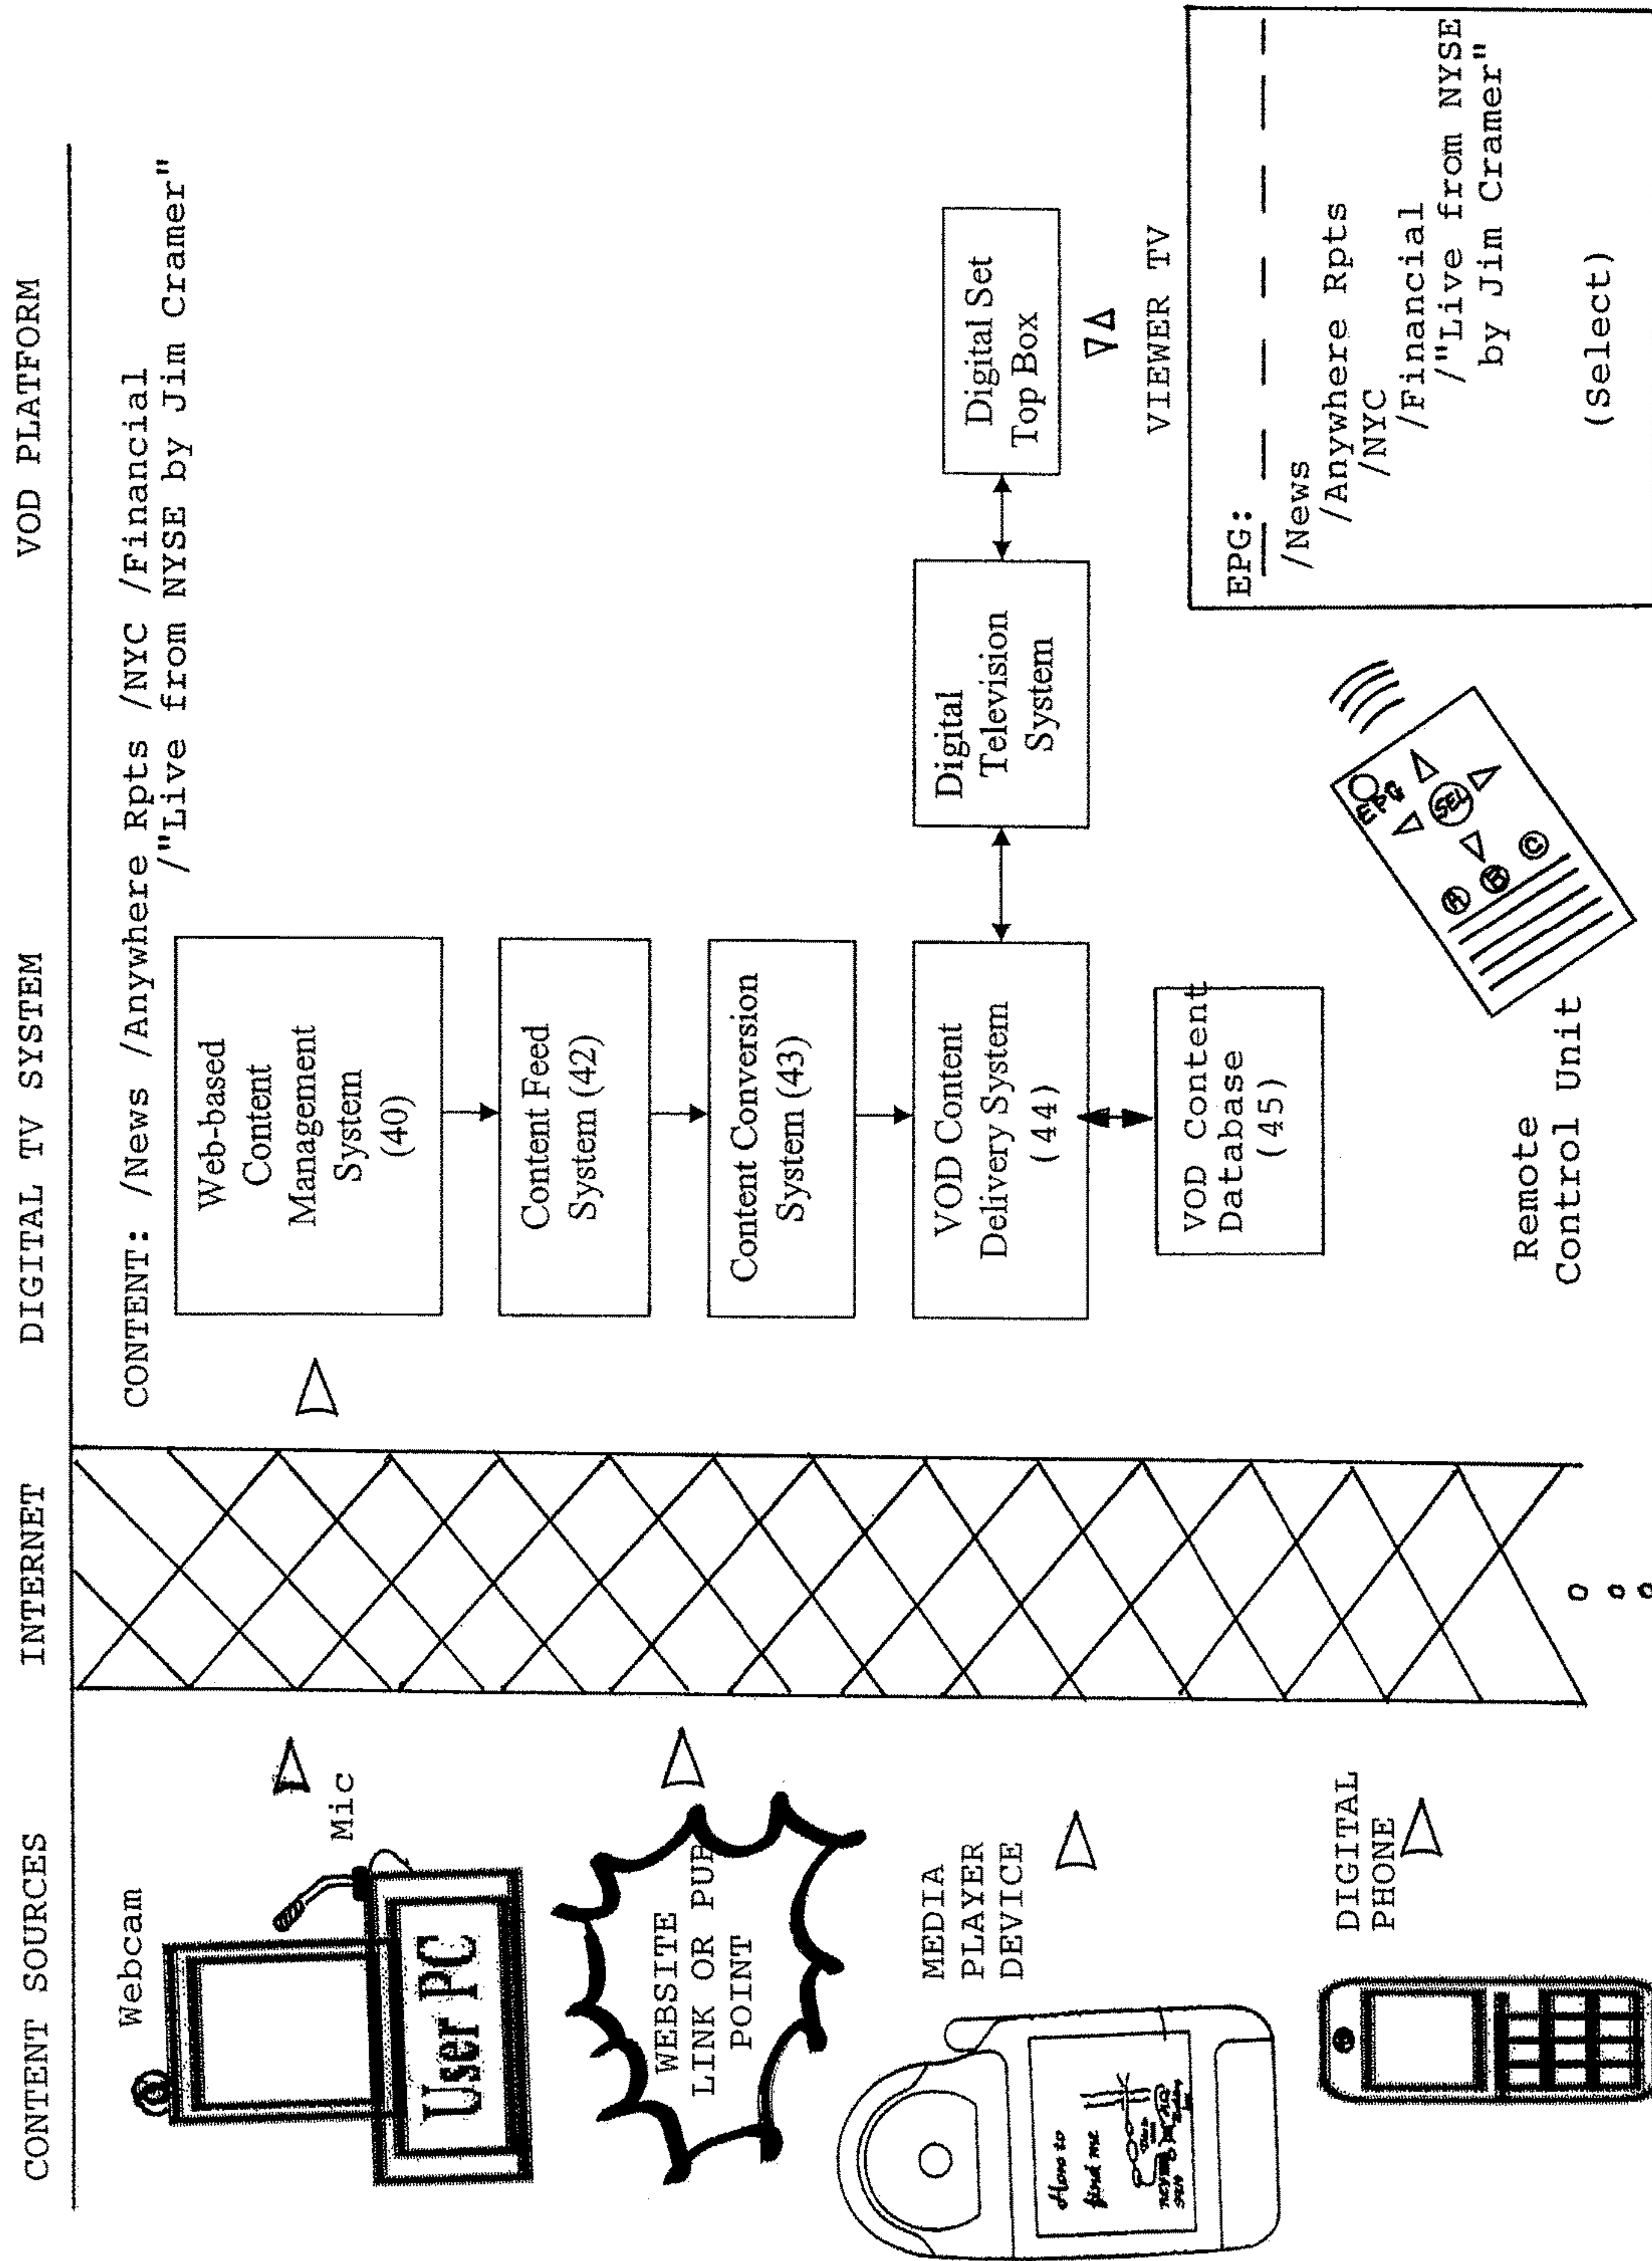 CONTENT SOURCES
INTERNET
DIGITAL TV SYSTEM
VOD PLATFORM
CONTENT: /News /Anywhere Rpts /NYC /Financial
/"Live from NYSE by Jim Cramer"
Webcam
Mic
User PC
WEBSITE
LINK OR PUB
POINT
MEDIA
PLAYER
DEVICE
How to
find me
DIGITAL
PHONE
Web-based
Content
Management
System
(40)
Content Feed
System (42)
Content Conversion
System (43)
VOD Content
Delivery System
(44)
VOD Content
Database
(45)
Digital
Television
System
Digital Set
Top Box
VIEWER TV
EPG:
/News
/Anywhere Rpts
/NYC
/Financial
/"Live from NYSE
by Jim Cramer"
(Select)
EPG
SEL
A
B
C
Remote
Control Unit